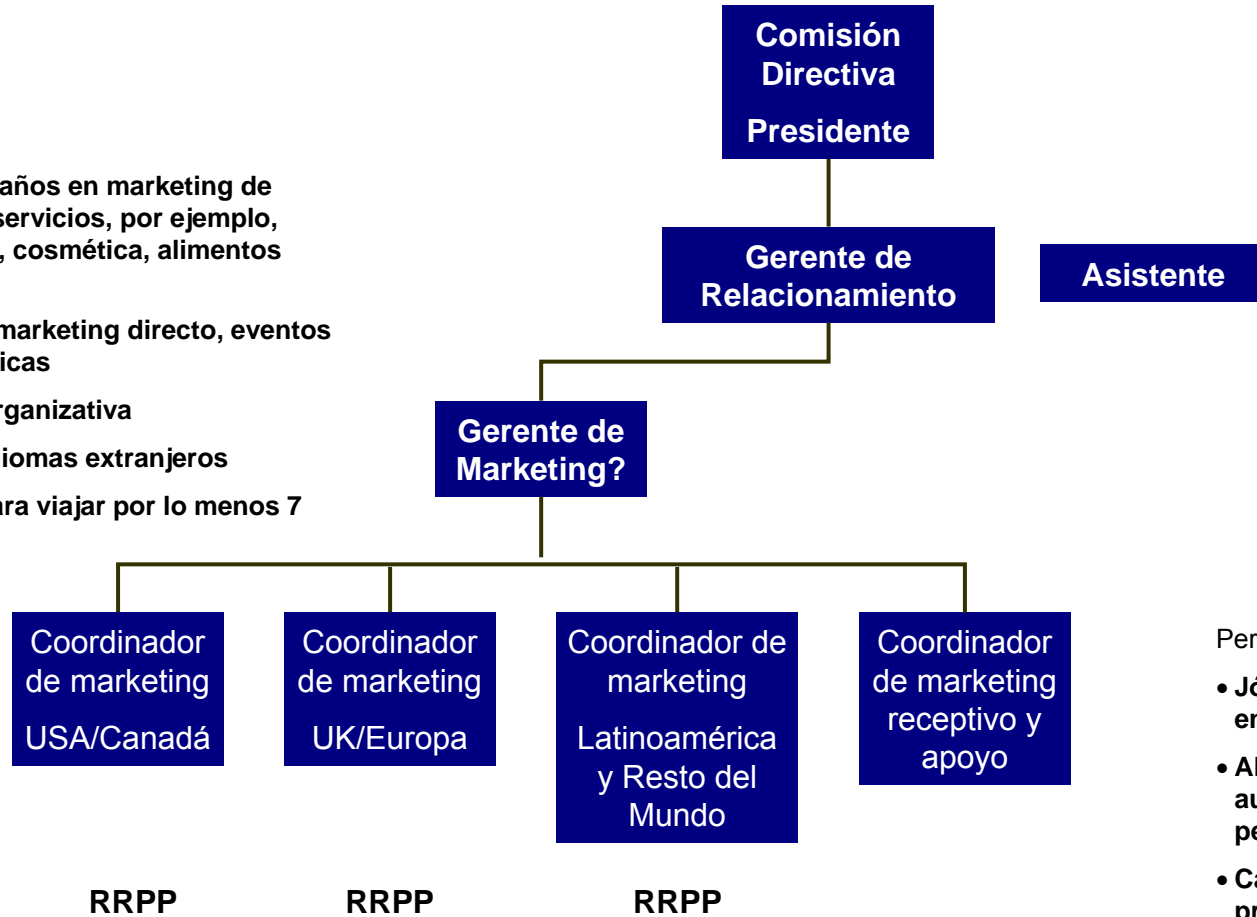 Comisión
Directiva
Presidente
años en marketing de
servicios, por ejemplo,
, cosmética, alimentos
marketing directo, eventos
icas
rganizativa
diomas extranjeros
ara viajar por lo menos 7
Gerente de
Relacionamiento
Asistente
Gerente de
Marketing?
Coordinador
de marketing
USA/Canadá
Coordinador
de marketing
UK/Europa
Coordinador de
marketing
Latinoamérica
y Resto del
Mundo
Coordinador
de marketing
receptivo y
apoyo
RRPP
RRPP
RRPP
Per
• Jó
en
• Al
au
pe
• Ca
pr